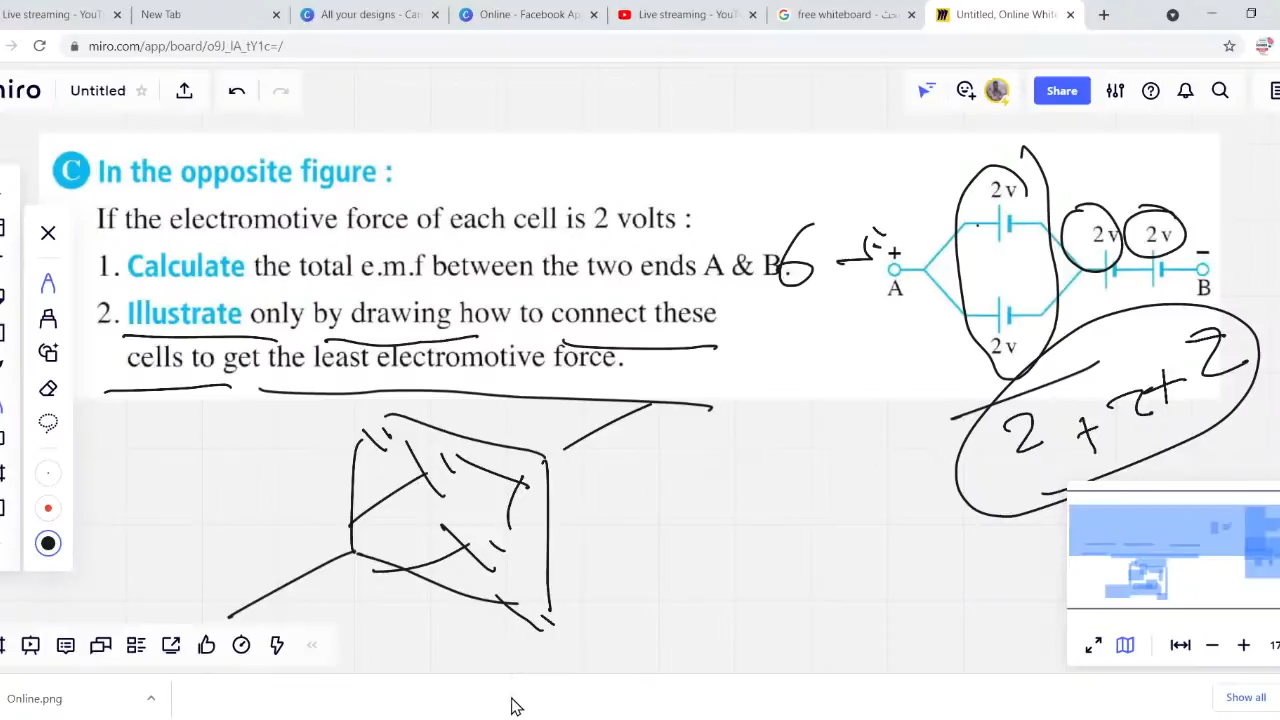 Live streaming - YouT
New Tab
All your designs - Ca
Online - Facebook Ap
Live streaming - YouT
free whiteboard - بحث
Untitled, Online Whit
miro.com/app/board/o9J_lA_tY1c=/
miro
Untitled
Share
C In the opposite figure :
If the electromotive force of each cell is 2 volts :
1. Calculate the total e.m.f between the two ends A & B.
2. Illustrate only by drawing how to connect these
cells to get the least electromotive force.
2 v
2 v
2 v
2 v
+
A
-
B
6
2 + 2 + 2
17
Online.png
Show all